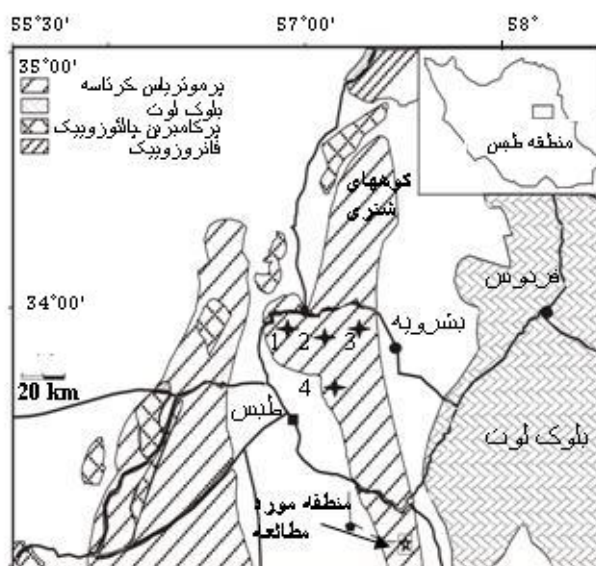 55°30' 57°00' 58°
35°00'
پرموتریاس کرتاسه
بلوک لوت
پرکامبرین پالئوزوییک
فانروزوییک
منطقه طبس
کوههای
شتری
فردوس
34°00'
بشرویه
1 2 3
20 km
4
طبس
بلوک لوت
منطقه مورد
مطالعه